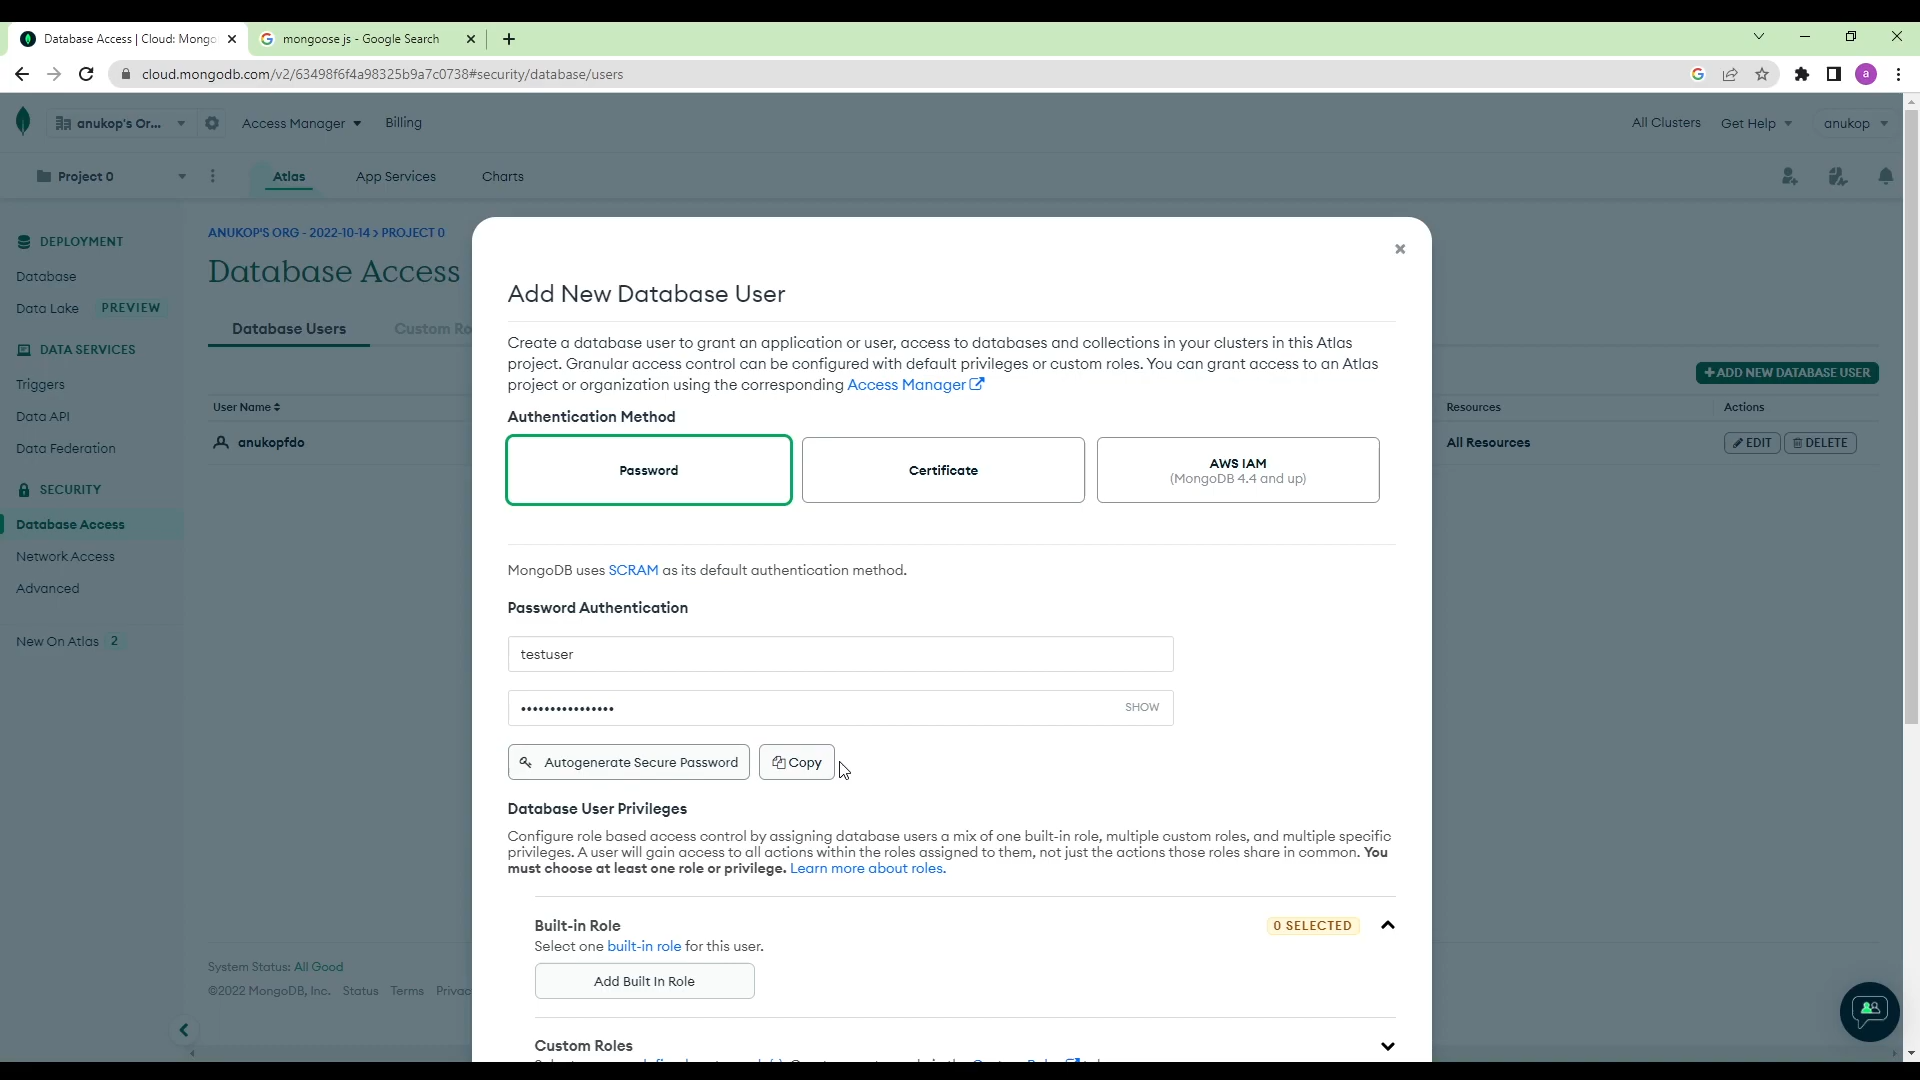 Database Access | Cloud: Mongo
mongoose js - Google Search
cloud.mongodb.com/v2/63498f6f4a98325b9a7c0738#security/database/users
a
anukop's Or...
Access Manager
Billing
All Clusters
Get Help
anukop
Project 0
Atlas
App Services
Charts
DEPLOYMENT
Database
Data Lake PREVIEW
DATA SERVICES
Triggers
Data API
Data Federation
SECURITY
Database Access
Network Access
Advanced
New On Atlas 2
ANUKOP'S ORG - 2022-10-14 > PROJECT 0
Database Access
Database Users
Custom Ro
+ ADD NEW DATABASE USER
User Name
Resources
Actions
anukopfdo
All Resources
EDIT
DELETE
System Status: All Good
©2022 MongoDB, Inc. Status Terms Privac
Add New Database User
Create a database user to grant an application or user, access to databases and collections in your clusters in this Atlas
project. Granular access control can be configured with default privileges or custom roles. You can grant access to an Atlas
project or organization using the corresponding Access Manager
Authentication Method
Password
Certificate
AWS IAM
(MongoDB 4.4 and up)
MongoDB uses SCRAM as its default authentication method.
Password Authentication
testuser
••••••••••••••••
SHOW
Autogenerate Secure Password
Copy
Database User Privileges
Configure role based access control by assigning database users a mix of one built-in role, multiple custom roles, and multiple specific
privileges. A user will gain access to all actions within the roles assigned to them, not just the actions those roles share in common. You
must choose at least one role or privilege. Learn more about roles.
Built-in Role
0 SELECTED
Select one built-in role for this user.
Add Built In Role
Custom Roles